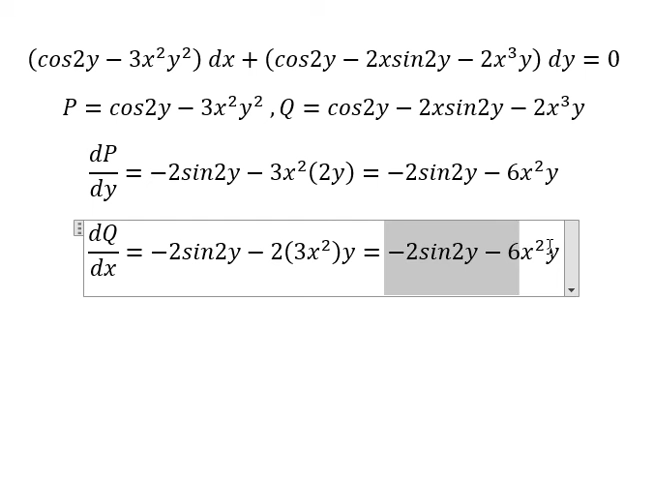 (cos2y − 3x²y²) dx + (cos2y − 2xsin2y − 2x³y) dy = 0
P = cos2y − 3x²y² , Q = cos2y − 2xsin2y − 2x³y
dP/dy = −2sin2y − 3x²(2y) = −2sin2y − 6x²y
dQ/dx = −2sin2y − 2(3x²)y = −2sin2y − 6x²y